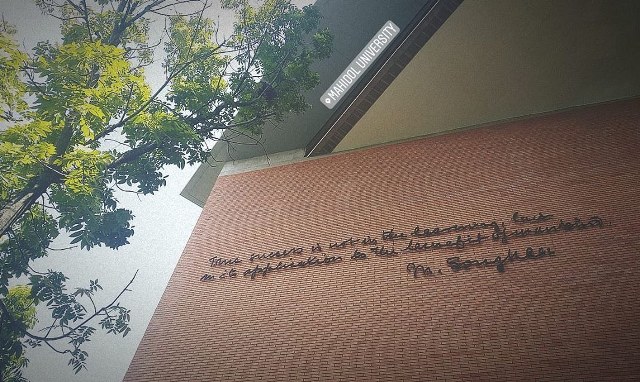 MAHIDOL UNIVERSITY
True success is not in the learning, but
in its application to the benefit of mankind
M. Songkla